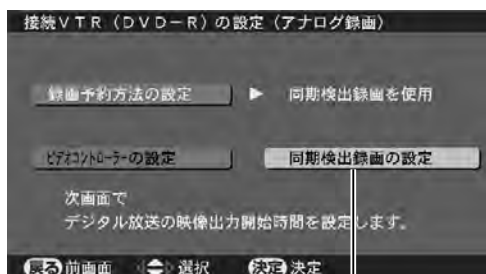 接続VTR(DVD-R)の設定(アナログ録画)
録画予約方法の設定 ▶ 同期検出録画を使用
ビデオコントローラーの設定 同期検出録画の設定
次画面で
デジタル放送の映像出力開始時間を設定します。
戻る 前画面 選択 決定 決定